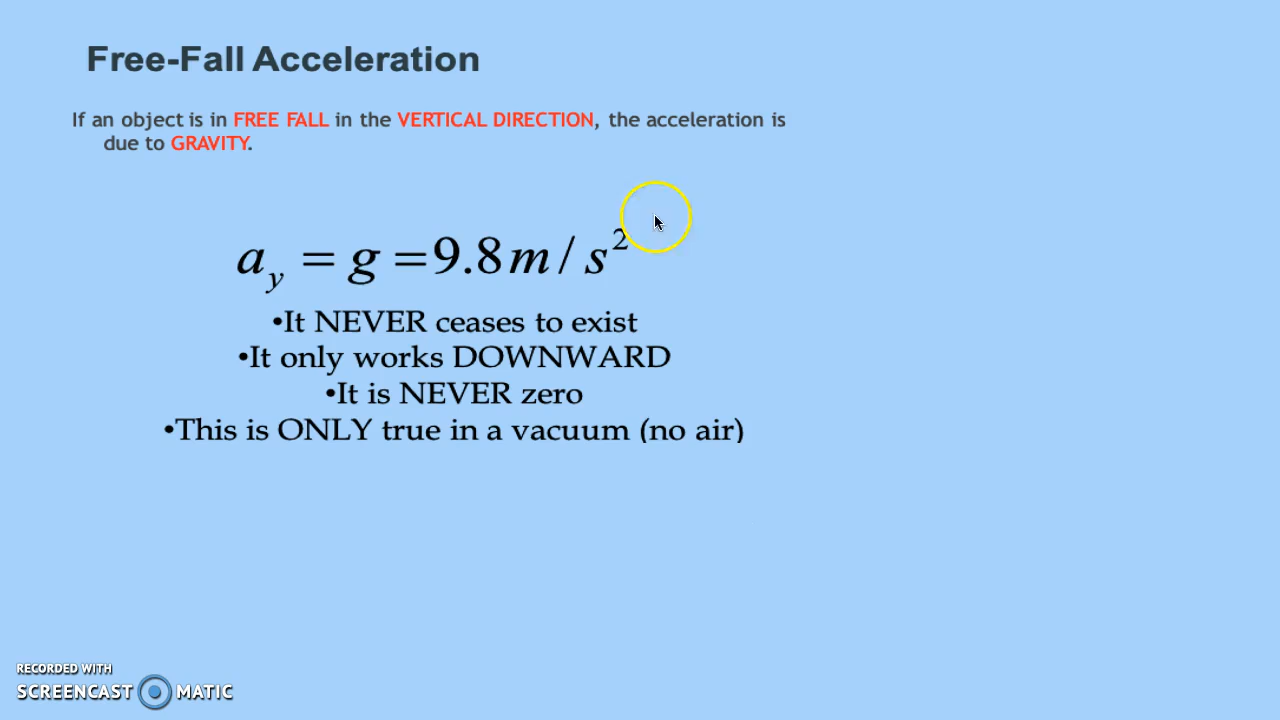 Free-Fall Acceleration
If an object is in FREE FALL in the VERTICAL DIRECTION, the acceleration is
due to GRAVITY.
a_y = g = 9.8 m / s²
•It NEVER ceases to exist
•It only works DOWNWARD
•It is NEVER zero
•This is ONLY true in a vacuum (no air)
RECORDED WITH
SCREENCAST MATIC